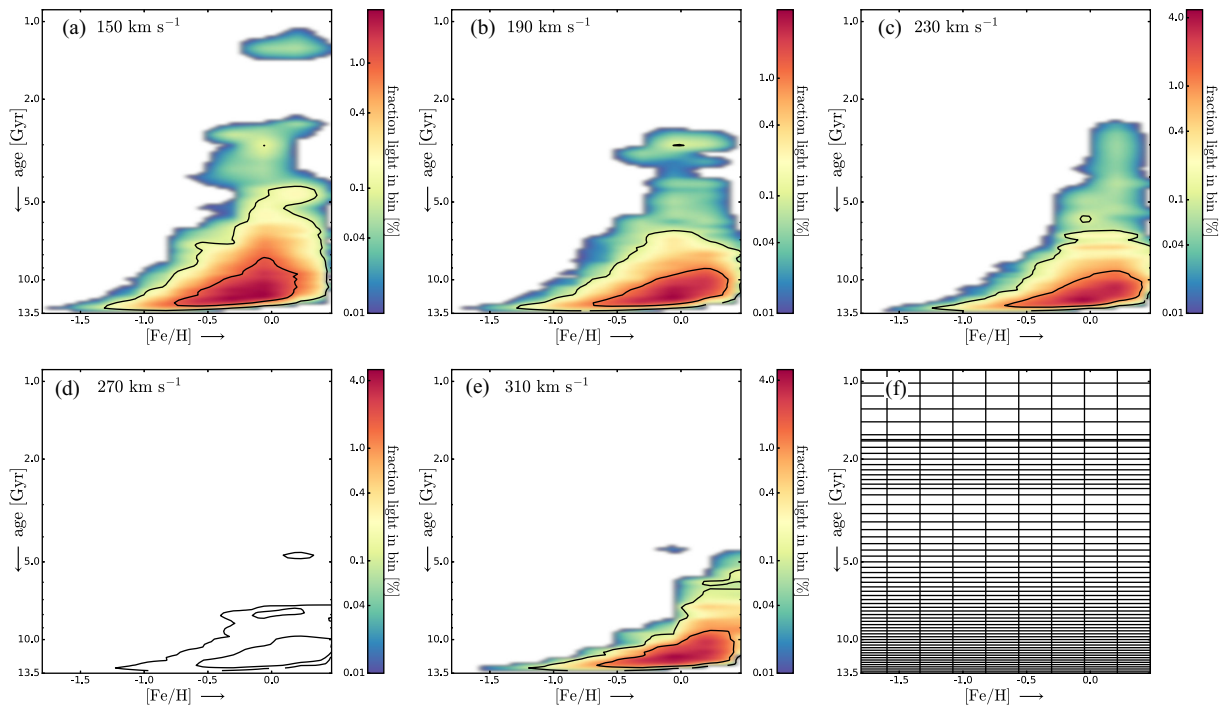 (a) 150 km s⁻¹
1.0
2.0
5.0
10.0
13.5
⟵ age [Gyr]
-1.5 -1.0 -0.5 0.0
[Fe/H] ⟶
1.0
0.4
0.1
0.04
0.01
fraction light in bin [%]
(b) 190 km s⁻¹
1.0
2.0
5.0
10.0
13.5
⟵ age [Gyr]
-1.5 -1.0 -0.5 0.0
[Fe/H] ⟶
1.0
0.4
0.1
0.04
0.01
fraction light in bin [%]
(c) 230 km s⁻¹
1.0
2.0
5.0
10.0
13.5
⟵ age [Gyr]
-1.5 -1.0 -0.5 0.0
[Fe/H] ⟶
4.0
1.0
0.4
0.1
0.04
0.01
fraction light in bin [%]
(d) 270 km s⁻¹
1.0
2.0
5.0
10.0
13.5
⟵ age [Gyr]
-1.5 -1.0 -0.5 0.0
[Fe/H] ⟶
4.0
1.0
0.4
0.1
0.04
0.01
fraction light in bin [%]
(e) 310 km s⁻¹
1.0
2.0
5.0
10.0
13.5
⟵ age [Gyr]
-1.5 -1.0 -0.5 0.0
[Fe/H] ⟶
4.0
1.0
0.4
0.1
0.04
0.01
fraction light in bin [%]
(f)
1.0
2.0
5.0
10.0
13.5
⟵ age [Gyr]
-1.5 -1.0 -0.5 0.0
[Fe/H] ⟶